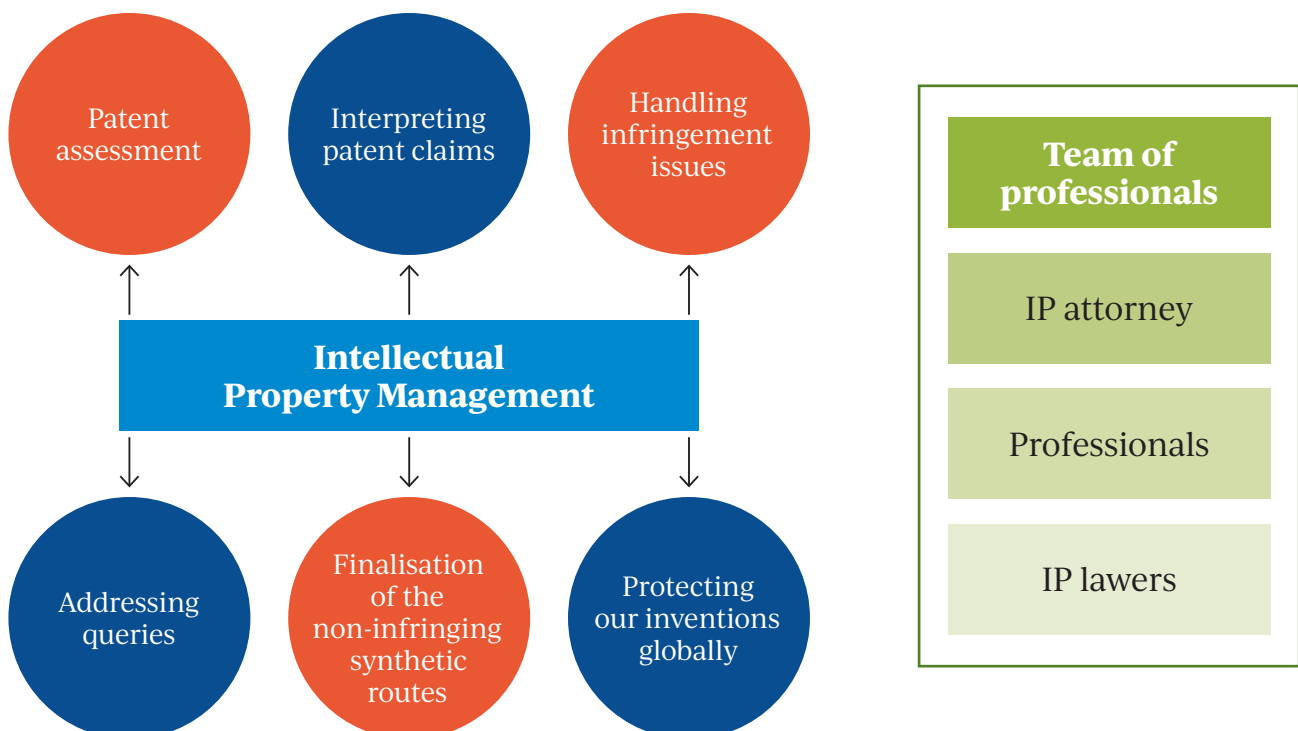 Patent
assessment
Interpreting
patent claims
Handling
infringement
issues
Intellectual
Property Management
Addressing
queries
Finalisation
of the
non-infringing
synthetic
routes
Protecting
our inventions
globally
Team of
professionals
IP attorney
Professionals
IP lawers